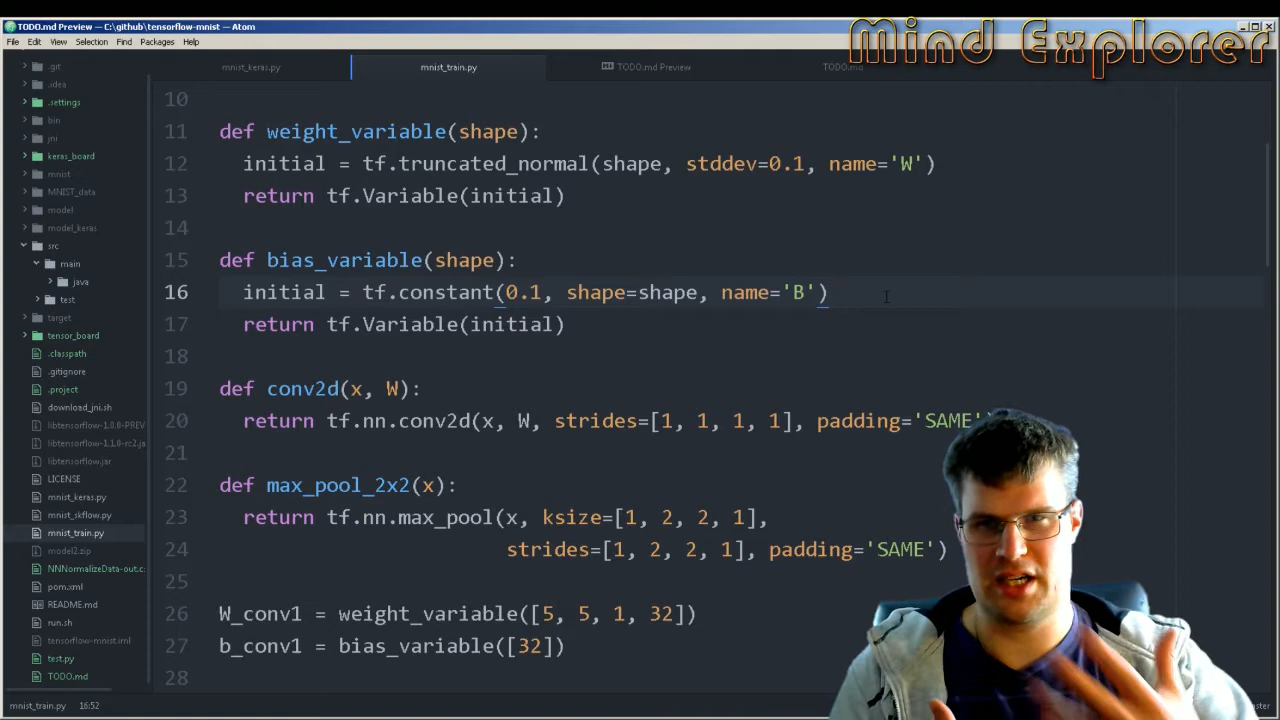 TODO.md Preview — C:\github\tensorflow-mnist — Atom
Mind Explorer
File Edit View Selection Find Packages Help
mnist_keras.py mnist_train.py TODO.md Preview TODO.md
.git
.idea
.settings
bin
jni
keras_board
mnist
MNIST_data
model
model_keras
src
main
java
test
target
tensor_board
.classpath
.gitignore
.project
download_jni.sh
libtensorflow-1.0.0-PREV
libtensorflow-1.1.0-rc2.ja
libtensorflow.jar
LICENSE
mnist_keras.py
mnist_skflow.py
mnist_train.py
model2.zip
NNNormalizeData-out.c
pom.xml
README.md
run.sh
tensorflow-mnist.iml
test.py
TODO.md
10
11 def weight_variable(shape):
12 initial = tf.truncated_normal(shape, stddev=0.1, name='W')
13 return tf.Variable(initial)
14
15 def bias_variable(shape):
16 initial = tf.constant(0.1, shape=shape, name='B')
17 return tf.Variable(initial)
18
19 def conv2d(x, W):
20 return tf.nn.conv2d(x, W, strides=[1, 1, 1, 1], padding='SAME')
21
22 def max_pool_2x2(x):
23 return tf.nn.max_pool(x, ksize=[1, 2, 2, 1],
24 strides=[1, 2, 2, 1], padding='SAME')
25
26 W_conv1 = weight_variable([5, 5, 1, 32])
27 b_conv1 = bias_variable([32])
28
mnist_train.py 16:52